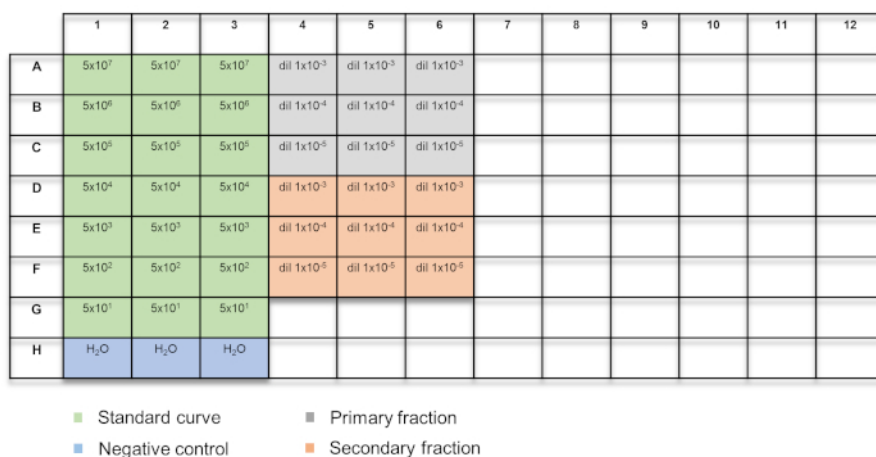 1 2 3 4 5 6 7 8 9 10 11 12
A 5x10⁷ 5x10⁷ 5x10⁷ dil 1x10⁻³ dil 1x10⁻³ dil 1x10⁻³
B 5x10⁶ 5x10⁶ 5x10⁶ dil 1x10⁻⁴ dil 1x10⁻⁴ dil 1x10⁻⁴
C 5x10⁵ 5x10⁵ 5x10⁵ dil 1x10⁻⁵ dil 1x10⁻⁵ dil 1x10⁻⁵
D 5x10⁴ 5x10⁴ 5x10⁴ dil 1x10⁻³ dil 1x10⁻³ dil 1x10⁻³
E 5x10³ 5x10³ 5x10³ dil 1x10⁻⁴ dil 1x10⁻⁴ dil 1x10⁻⁴
F 5x10² 5x10² 5x10² dil 1x10⁻⁵ dil 1x10⁻⁵ dil 1x10⁻⁵
G 5x10¹ 5x10¹ 5x10¹
H H₂O H₂O H₂O
Standard curve Primary fraction
Negative control Secondary fraction